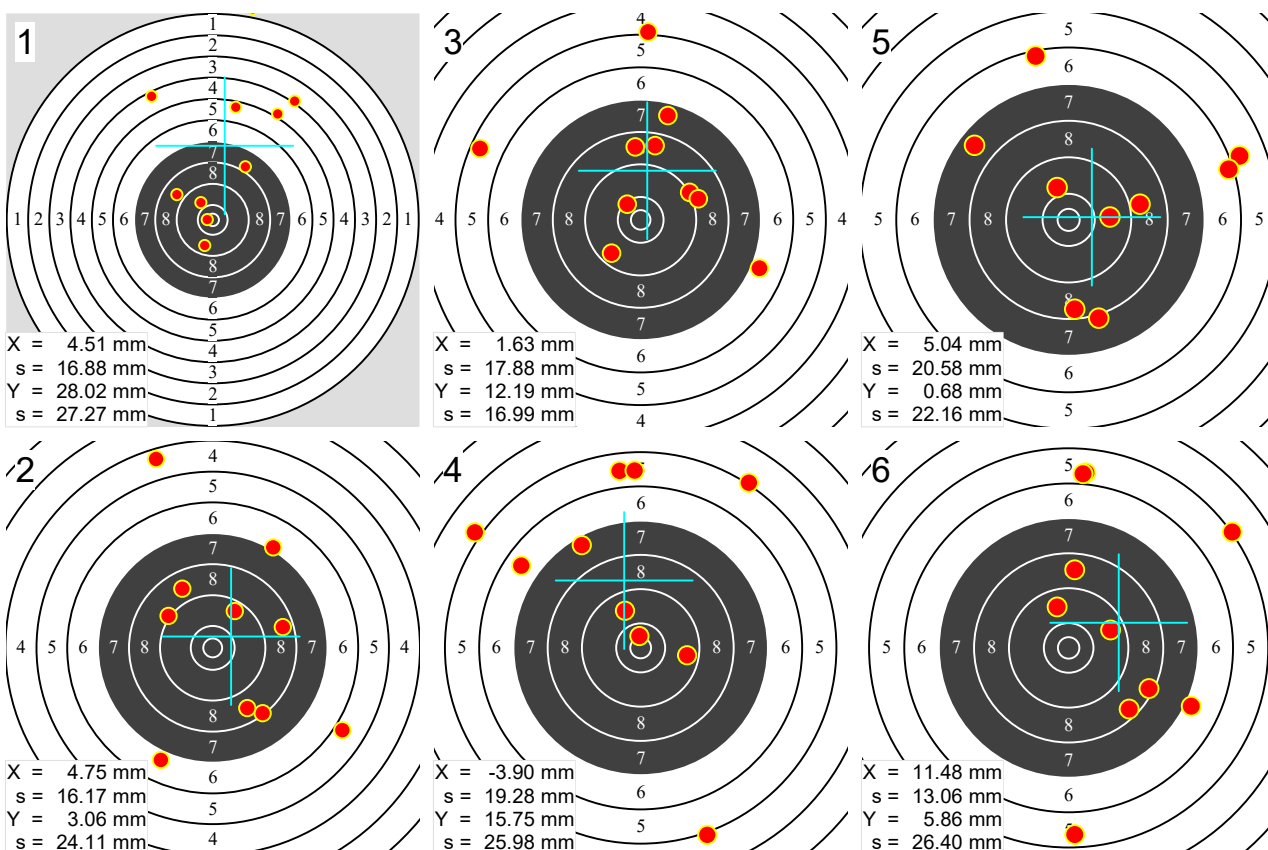 1
1
2
3
4
5
6
7
8
1 2 3 4 5 6 7 8 8 7 6 5 4 3 2 1
8
7
6
5
4
3
2
1
X = 4.51 mm
s = 16.88 mm
Y = 28.02 mm
s = 27.27 mm
3
4
5
6
7
4 5 6 7 8 8 7 6 5 4
8
7
6
5
4
X = 1.63 mm
s = 17.88 mm
Y = 12.19 mm
s = 16.99 mm
5
5
6
7
8
5 6 7 8 8 7 6 5
8
7
6
5
X = 5.04 mm
s = 20.58 mm
Y = 0.68 mm
s = 22.16 mm
2
4
5
6
7
8
4 5 6 7 8 8 7 6 5 4
8
7
6
5
4
X = 4.75 mm
s = 16.17 mm
Y = 3.06 mm
s = 24.11 mm
4
5
6
7
8
5 6 7 8 8 7 6 5
8
7
6
5
X = -3.90 mm
s = 19.28 mm
Y = 15.75 mm
s = 25.98 mm
6
5
6
7
5 6 7 8 8 7 6 5
8
7
6
5
X = 11.48 mm
s = 13.06 mm
Y = 5.86 mm
s = 26.40 mm